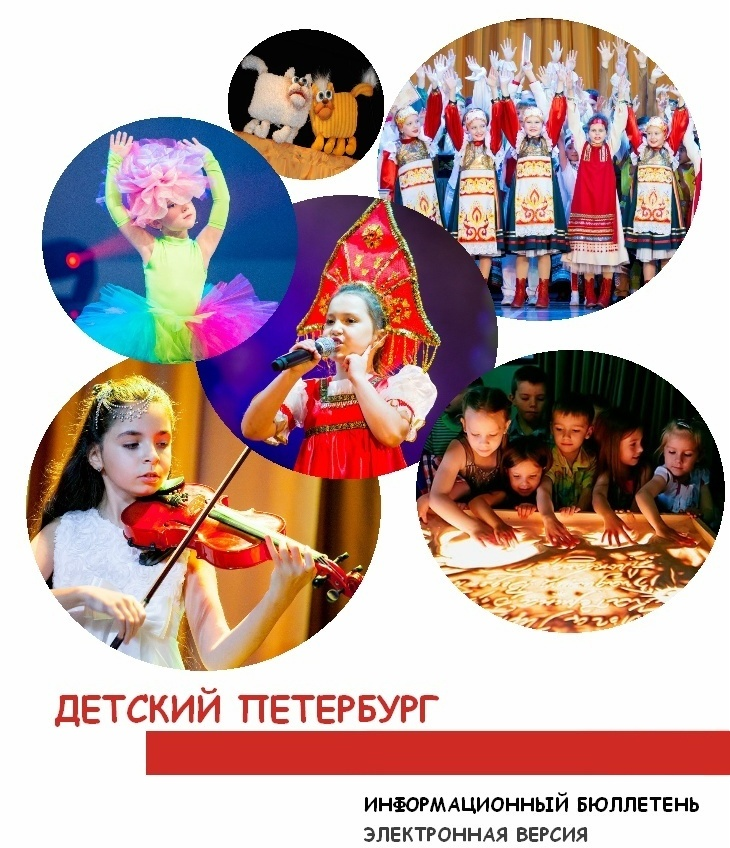 ДЕТСКИЙ ПЕТЕРБУРГ
ИНФОРМАЦИОННЫЙ БЮЛЛЕТЕНЬ
ЭЛЕКТРОННАЯ ВЕРСИЯ